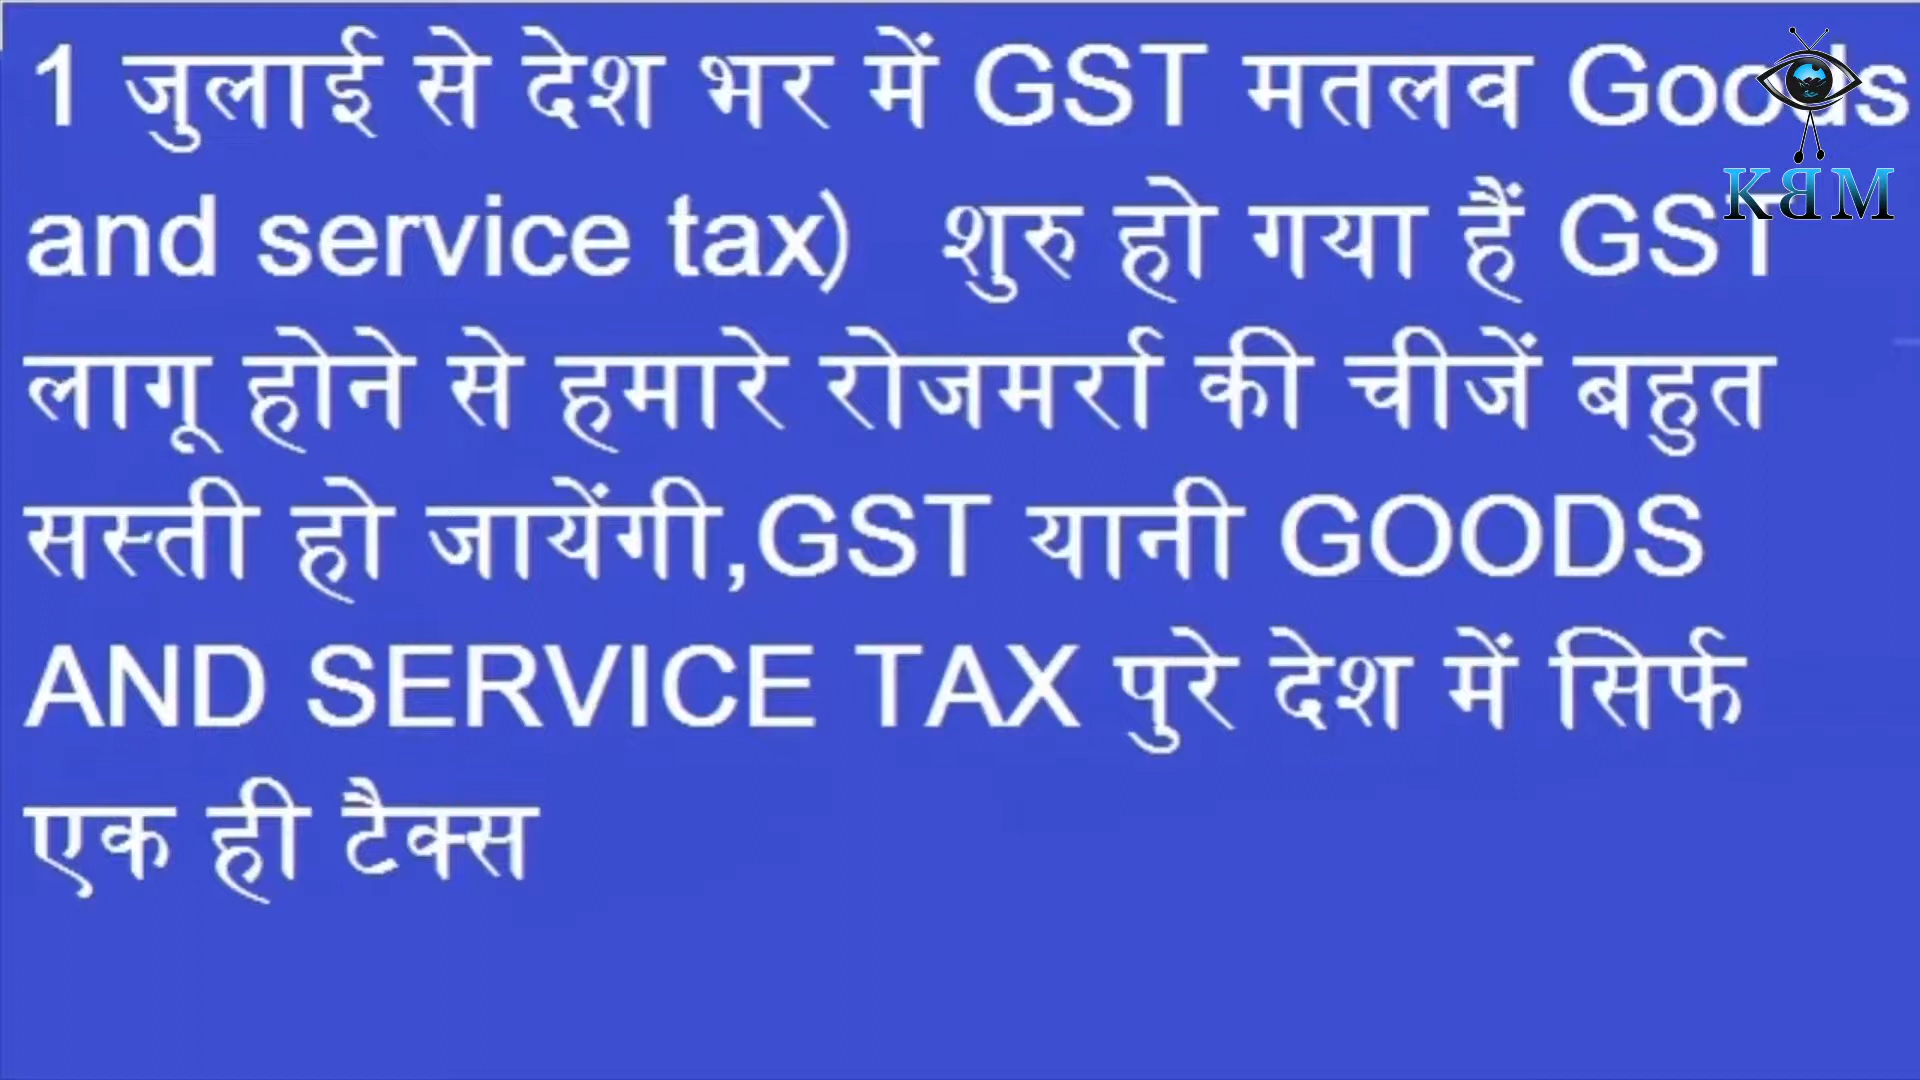 1 जुलाई से देश भर में GST मतलव Goods
and service tax) शुरु हो गया हैं GST
लागू होने से हमारे रोजमर्रा की चीजें बहुत
सस्ती हो जायेंगी,GST यानी GOODS
AND SERVICE TAX पुरे देश में सिर्फ
एक ही टैक्स
KBM